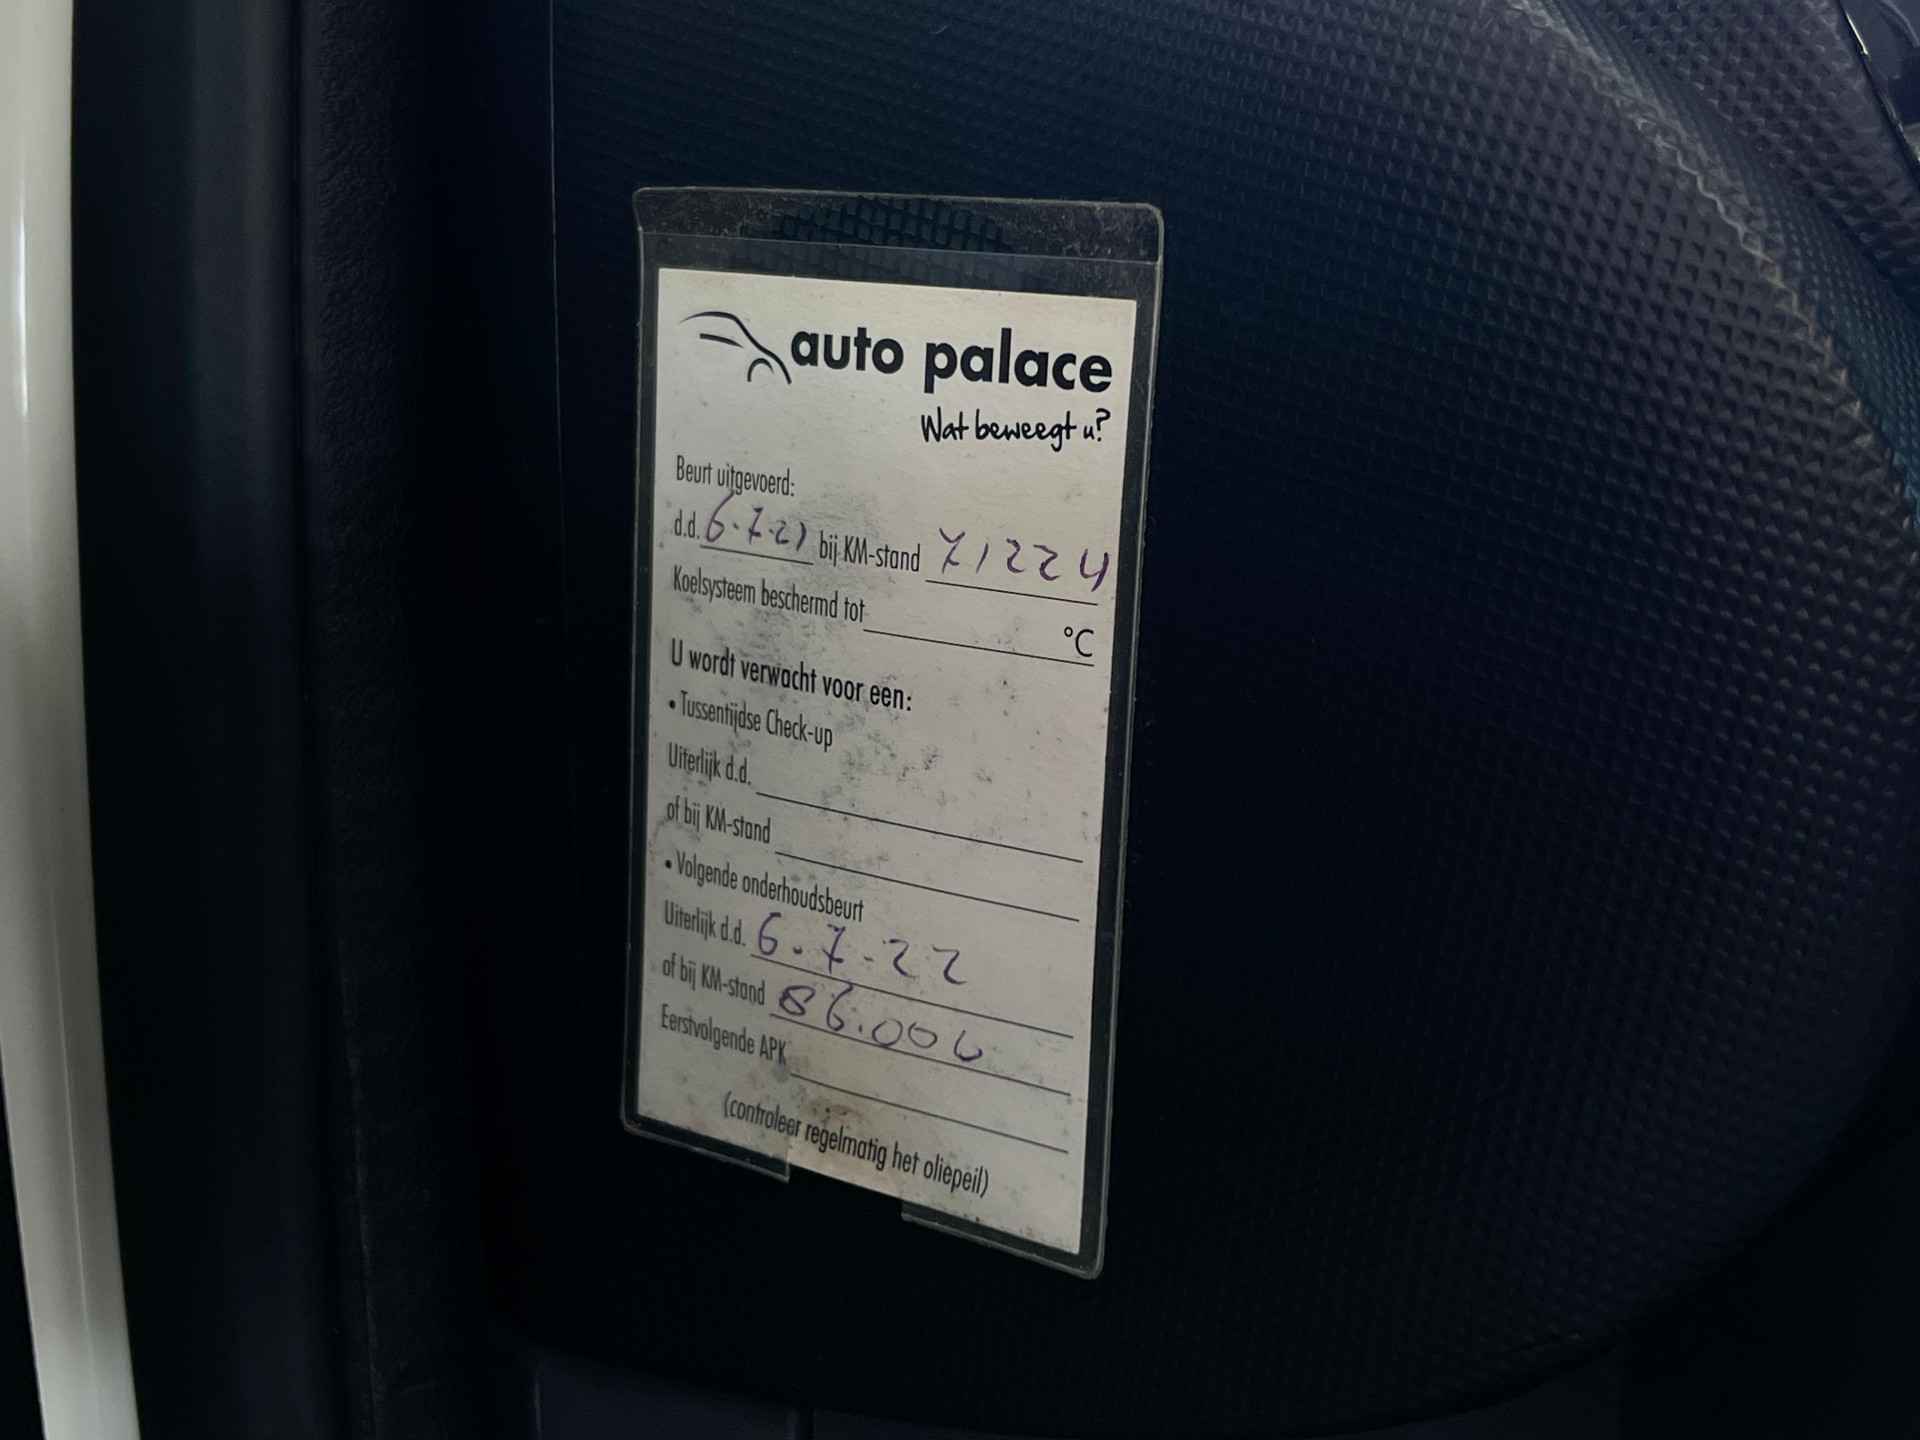 auto palace
Wat beweegt u?
Beurt uitgevoerd:
d.d. 6-7-21 bij KM-stand 71224
Koelsysteem beschermd tot °C
U wordt verwacht voor een:
• Tussentijdse Check-up
Uiterlijk d.d.
of bij KM-stand
• Volgende onderhoudsbeurt
Uiterlijk d.d. 6-7-22
of bij KM-stand 86.000
Eerstvolgende APK
(controleer regelmatig het oliepeil)